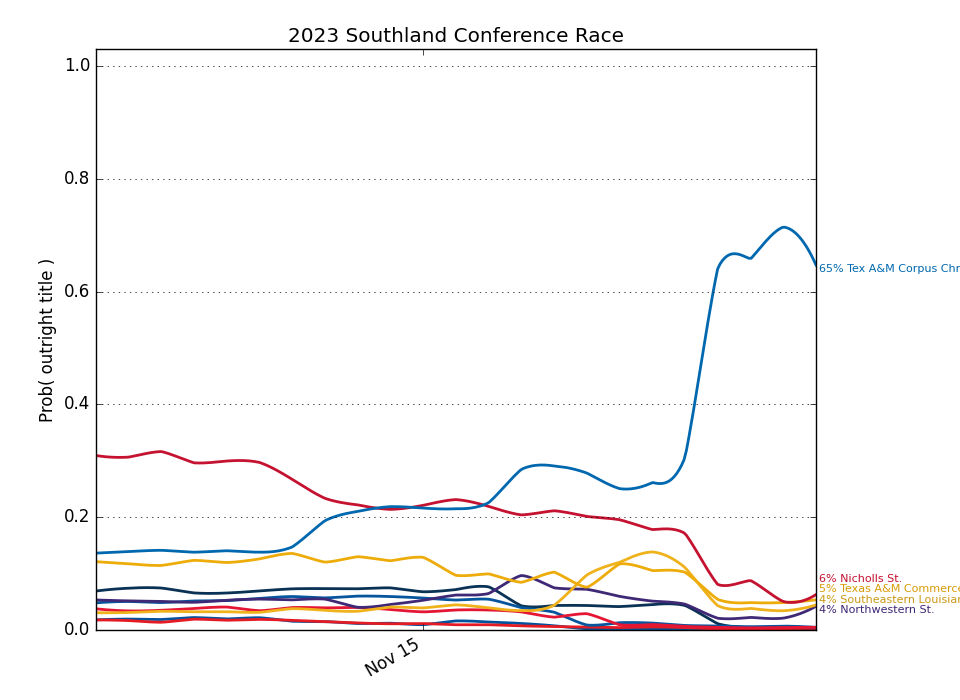 2023 Southland Conference Race
1.0
0.8
0.6
0.4
0.2
0.0
Prob( outright title )
Nov 15
65% Tex A&M Corpus Chr
6% Nicholls St.
5% Texas A&M Commerce
4% Southeastern Louisian
4% Northwestern St.